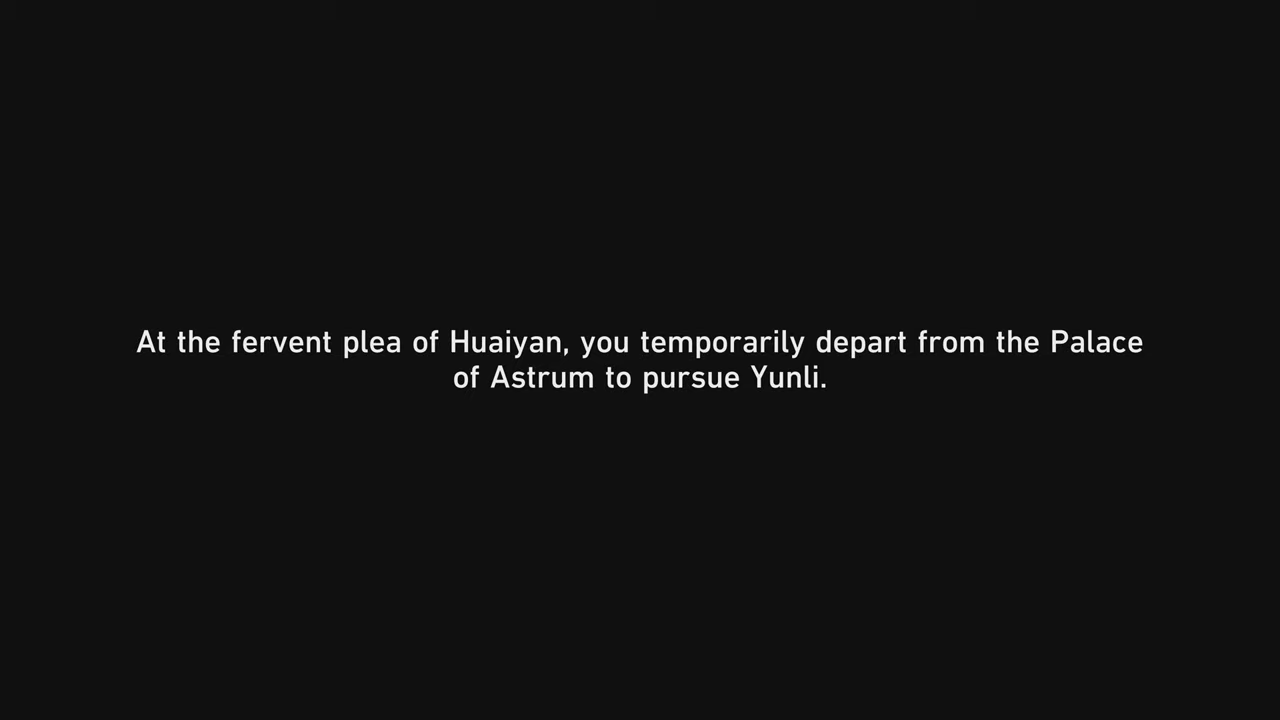 At the fervent plea of Huaiyan, you temporarily depart from the Palace
of Astrum to pursue Yunli.